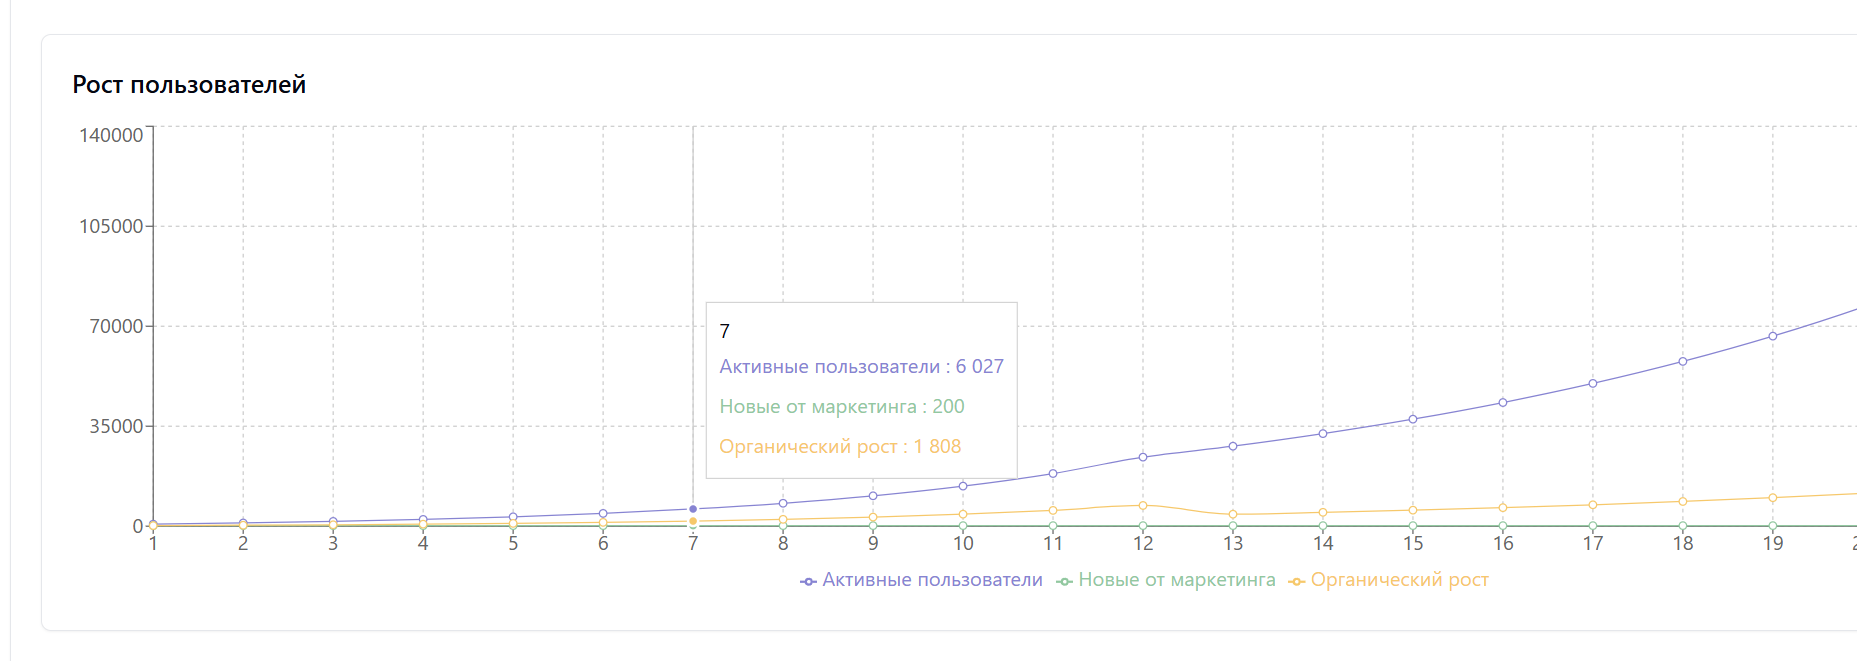 Рост пользователей
140000
105000
70000
35000
0
7
Активные пользователи : 6 027
Новые от маркетинга : 200
Органический рост : 1 808
1 2 3 4 5 6 7 8 9 10 11 12 13 14 15 16 17 18 19
Активные пользователи Новые от маркетинга Органический рост